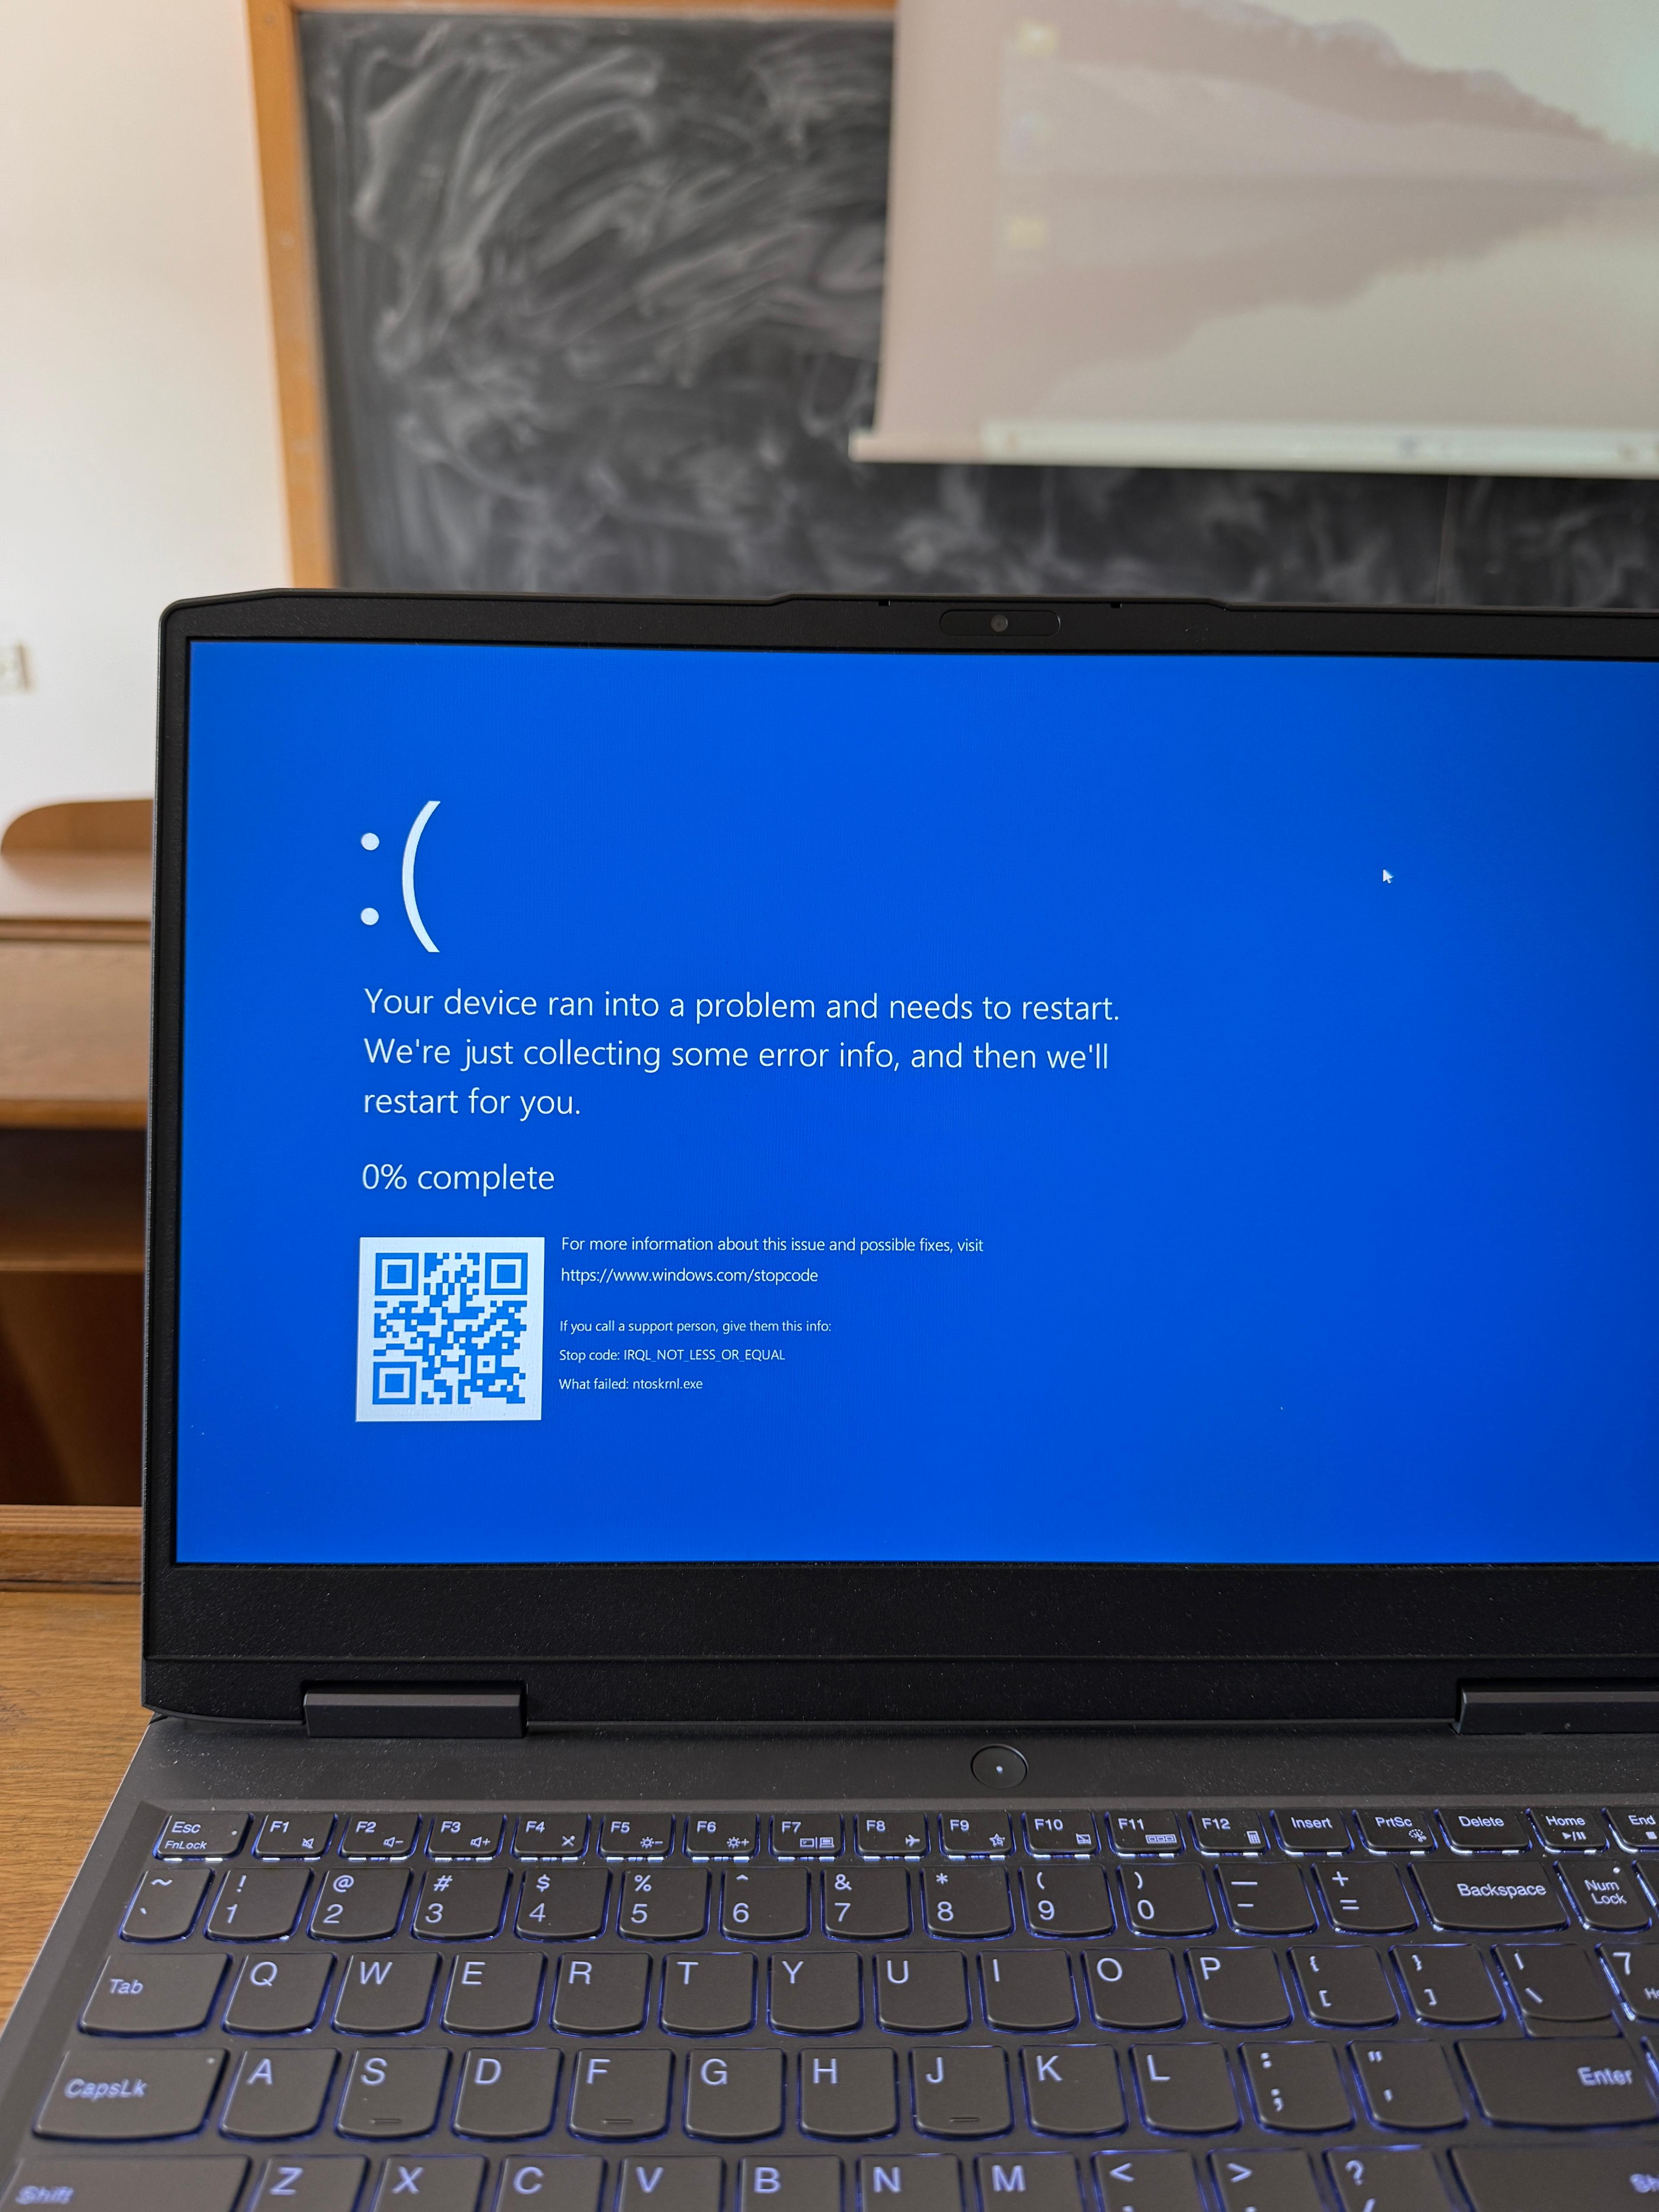 :(
Your device ran into a problem and needs to restart.
We're just collecting some error info, and then we'll
restart for you.
0% complete
For more information about this issue and possible fixes, visit
https://www.windows.com/stopcode
If you call a support person, give them this info:
Stop code: IRQL_NOT_LESS_OR_EQUAL
What failed: ntoskrnl.exe
Esc F1 F2 F3 F4 F5 F6 F7 F8 F9 F10 F11 F12 Insert PrtSc Delete Home End
FnLock
~ ! @ # $ % ^ & * ( ) — + Backspace Num
` 1 2 3 4 5 6 7 8 9 0 - = Lock
Tab Q W E R T Y U I O P { } | 7
[ ] \
CapsLk A S D F G H J K L : " Enter
; '
Shift Z X C V B N M < > ?